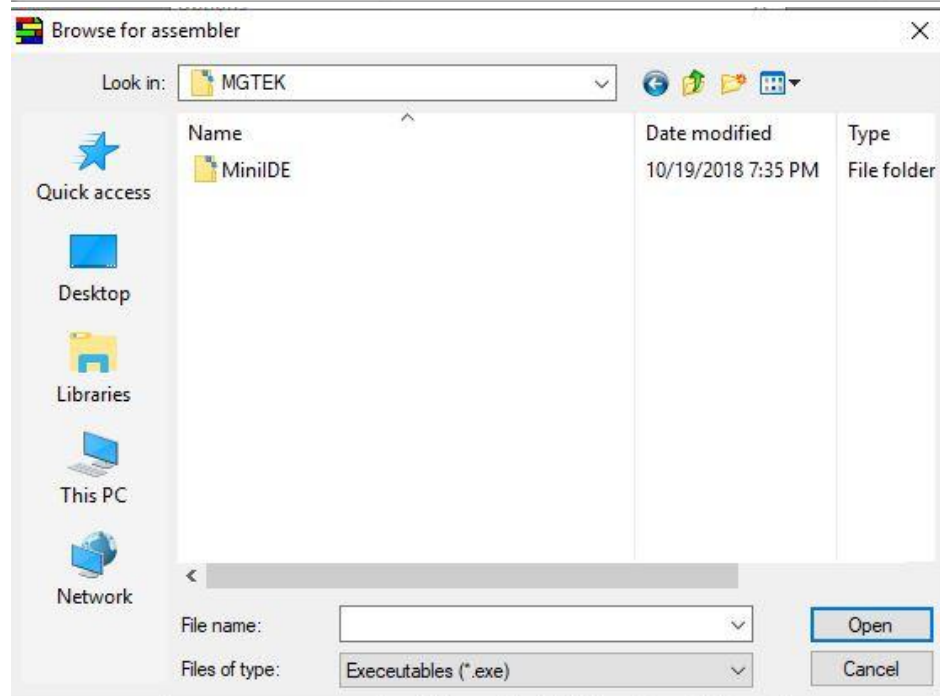 Browse for assembler
Look in: MGTEK
Name Date modified Type
MiniIDE 10/19/2018 7:35 PM File folder
Quick access
Desktop
Libraries
This PC
Network
File name: Open
Files of type: Exeecutables (*.exe) Cancel